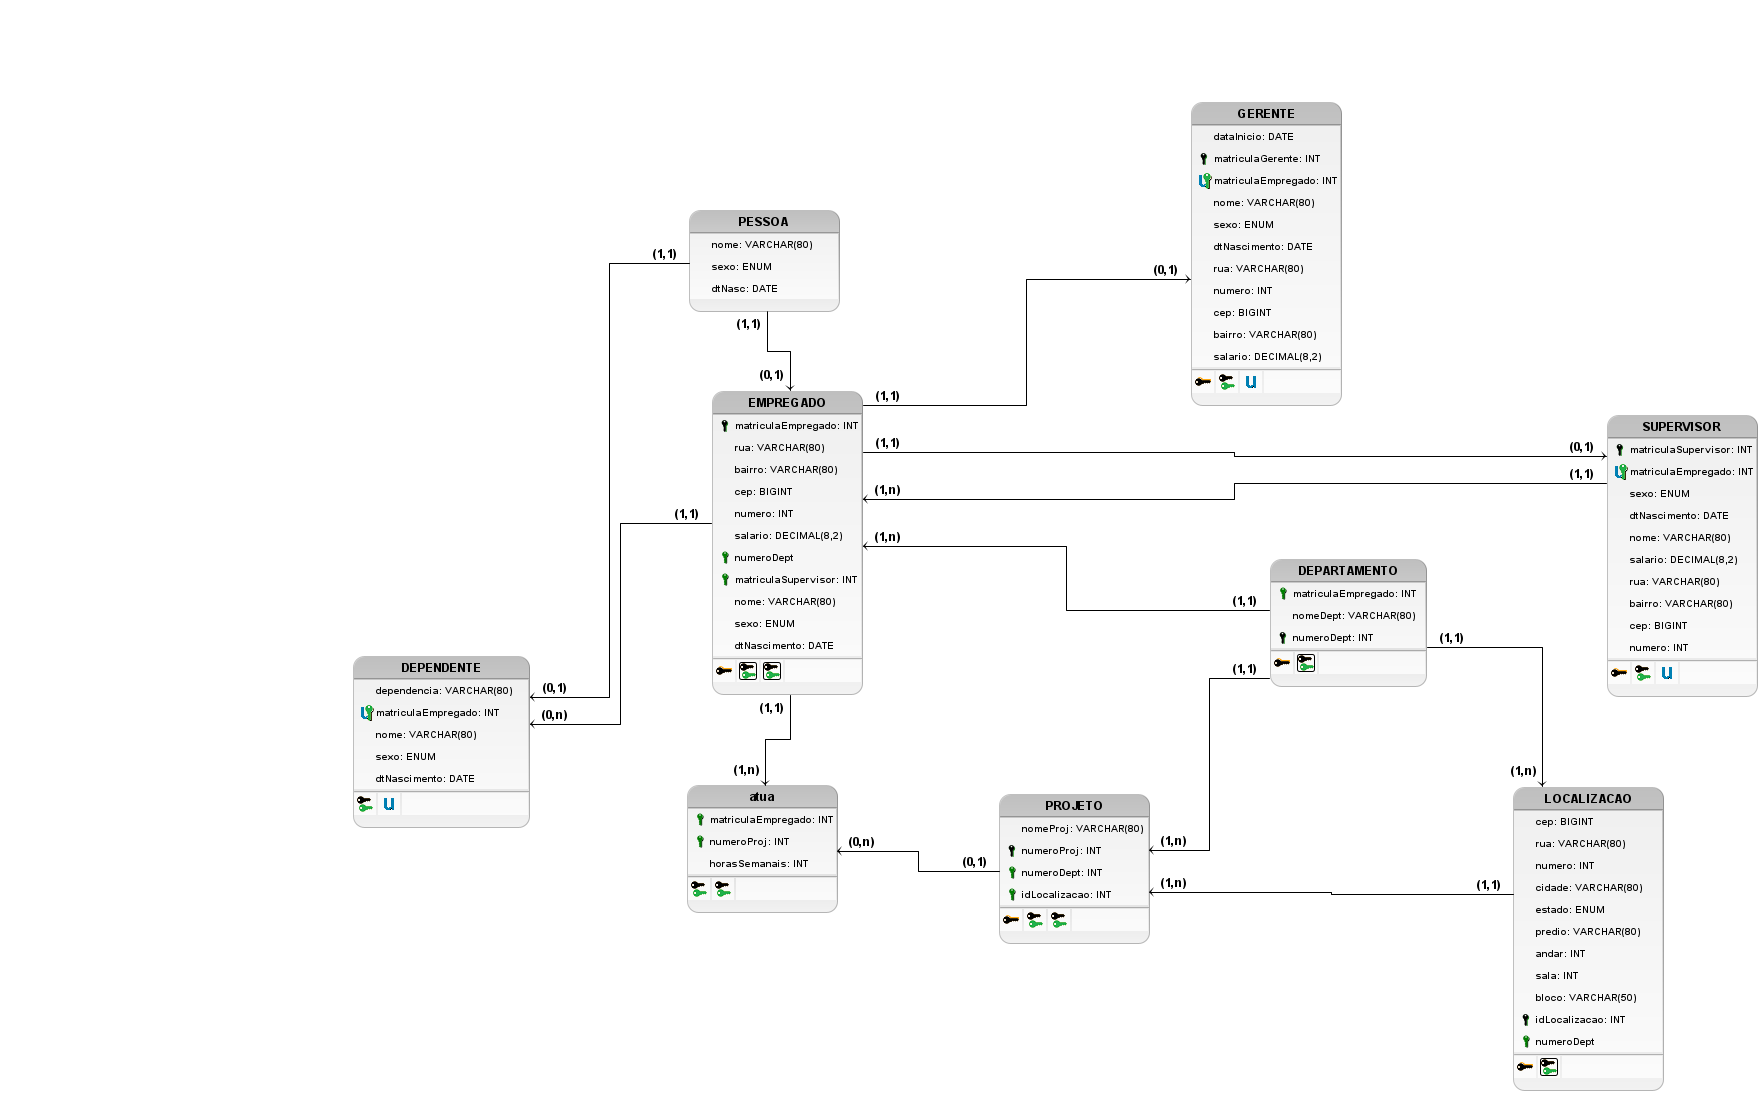 GERENTE
dataInicio: DATE
matriculaGerente: INT
matriculaEmpregado: INT
nome: VARCHAR(80)
sexo: ENUM
dtNascimento: DATE
rua: VARCHAR(80)
numero: INT
cep: BIGINT
bairro: VARCHAR(80)
salario: DECIMAL(8,2)
u
PESSOA
nome: VARCHAR(80)
sexo: ENUM
dtNasc: DATE
(1,1)
(1,1)
(0,1)
(0,1)
EMPREGADO
matriculaEmpregado: INT
rua: VARCHAR(80)
bairro: VARCHAR(80)
cep: BIGINT
numero: INT
salario: DECIMAL(8,2)
numeroDept
matriculaSupervisor: INT
nome: VARCHAR(80)
sexo: ENUM
dtNascimento: DATE
(1,1)
(1,1)
(1,n)
(1,n)
(1,1)
(1,1)
(0,1)
(1,1)
SUPERVISOR
matriculaSupervisor: INT
matriculaEmpregado: INT
sexo: ENUM
dtNascimento: DATE
nome: VARCHAR(80)
salario: DECIMAL(8,2)
rua: VARCHAR(80)
bairro: VARCHAR(80)
cep: BIGINT
numero: INT
u
DEPARTAMENTO
matriculaEmpregado: INT
nomeDept: VARCHAR(80)
numeroDept: INT
(1,1)
(1,1)
(1,1)
DEPENDENTE
dependencia: VARCHAR(80)
matriculaEmpregado: INT
nome: VARCHAR(80)
sexo: ENUM
dtNascimento: DATE
u
(0,1)
(0,n)
(1,n)
atua
matriculaEmpregado: INT
numeroProj: INT
horasSemanais: INT
(0,n)
(0,1)
PROJETO
nomeProj: VARCHAR(80)
numeroProj: INT
numeroDept: INT
idLocalizacao: INT
(1,n)
(1,n)
(1,1)
(1,n)
LOCALIZACAO
cep: BIGINT
rua: VARCHAR(80)
numero: INT
cidade: VARCHAR(80)
estado: ENUM
predio: VARCHAR(80)
andar: INT
sala: INT
bloco: VARCHAR(50)
idLocalizacao: INT
numeroDept